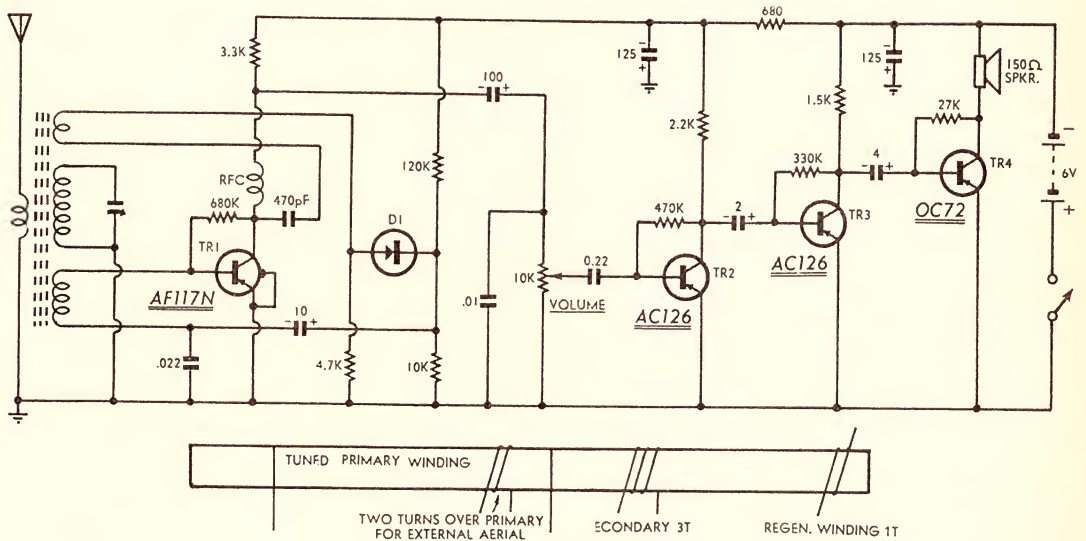 680
3.3K
-
125
+
-
125
+
150Ω
SPKR.
- 100 +
1.5K
27K
-
2.2K
RFC
120K
330K
- 4 +
TR4
6V
680K
470pF
+
D1
470K
- 2 +
TR3
OC72
TR1
0.22
TR2
AC126
AF117N
10K
.01
VOLUME
AC126
- 10 +
.022
4.7K
10K
TUNED PRIMARY WINDING
TWO TURNS OVER PRIMARY
FOR EXTERNAL AERIAL
ECONDARY 3T
REGEN. WINDING 1T